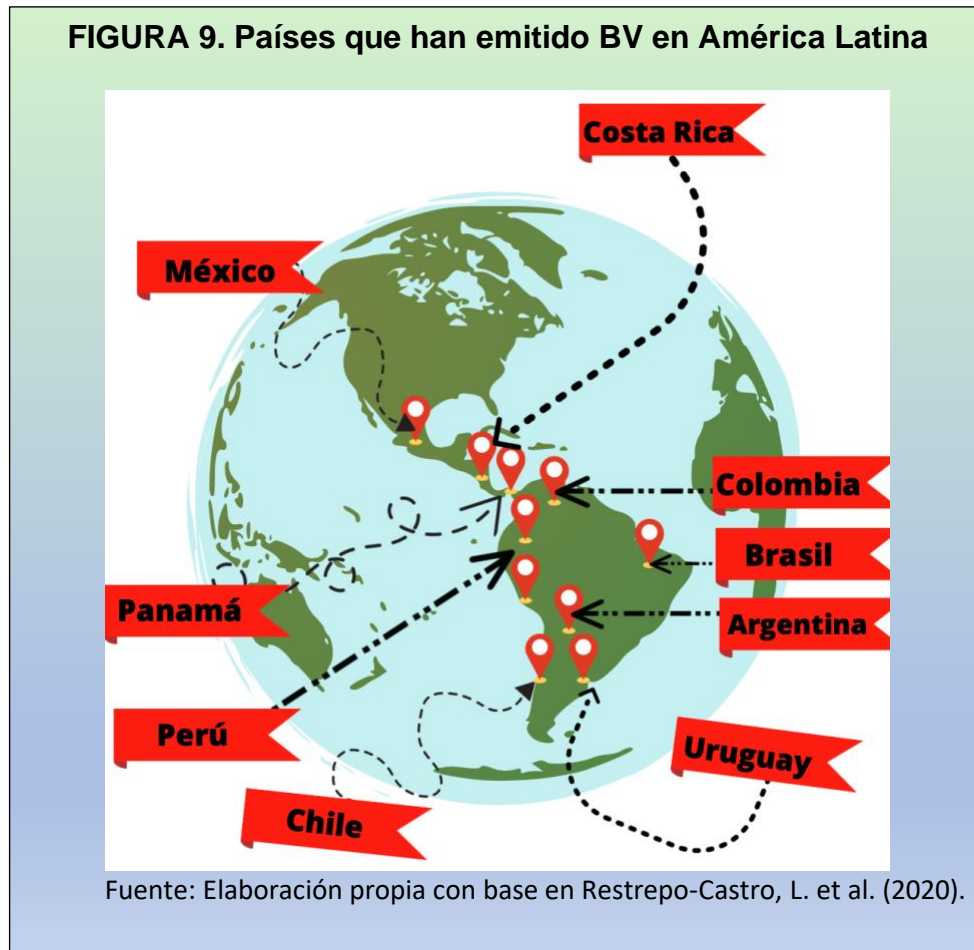 FIGURA 9. Países que han emitido BV en América Latina
Costa Rica
México
Colombia
Brasil
Panamá
Argentina
Perú
Uruguay
Chile
Fuente: Elaboración propia con base en Restrepo-Castro, L. et al. (2020).